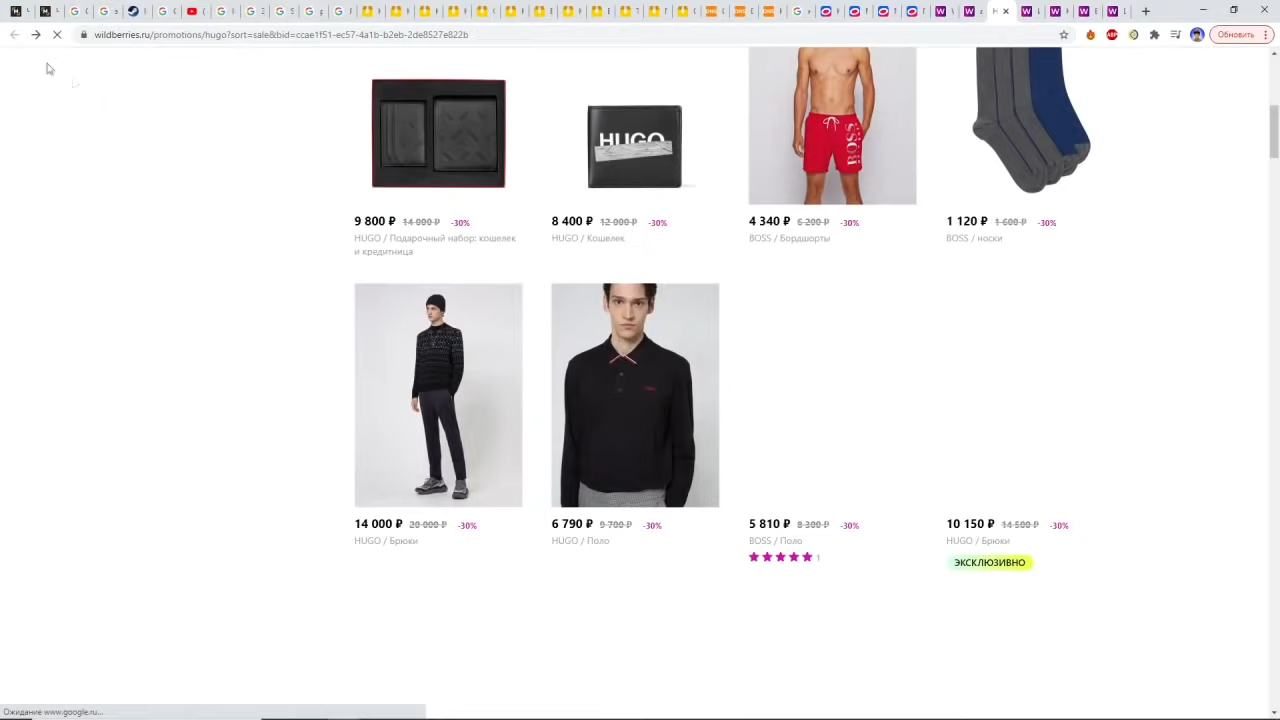 wildberries.ru/promotions/hugo?sort=sale&bid=ccae1f51-ec57-4a1b-b2eb-2de8527e822b
Обновить
HUGO
BOSS
9 800 ₽ 14 000 ₽ -30%
HUGO / Подарочный набор: кошелек
и кредитница
8 400 ₽ 12 000 ₽ -30%
HUGO / Кошелек
4 340 ₽ 6 200 ₽ -30%
BOSS / Бордшорты
1 120 ₽ 1 600 ₽ -30%
BOSS / носки
14 000 ₽ 20 000 ₽ -30%
HUGO / Брюки
6 790 ₽ 9 700 ₽ -30%
HUGO / Поло
5 810 ₽ 8 300 ₽ -30%
BOSS / Поло
1
10 150 ₽ 14 500 ₽ -30%
HUGO / Брюки
ЭКСКЛЮЗИВНО
Ожидание www.google.ru...